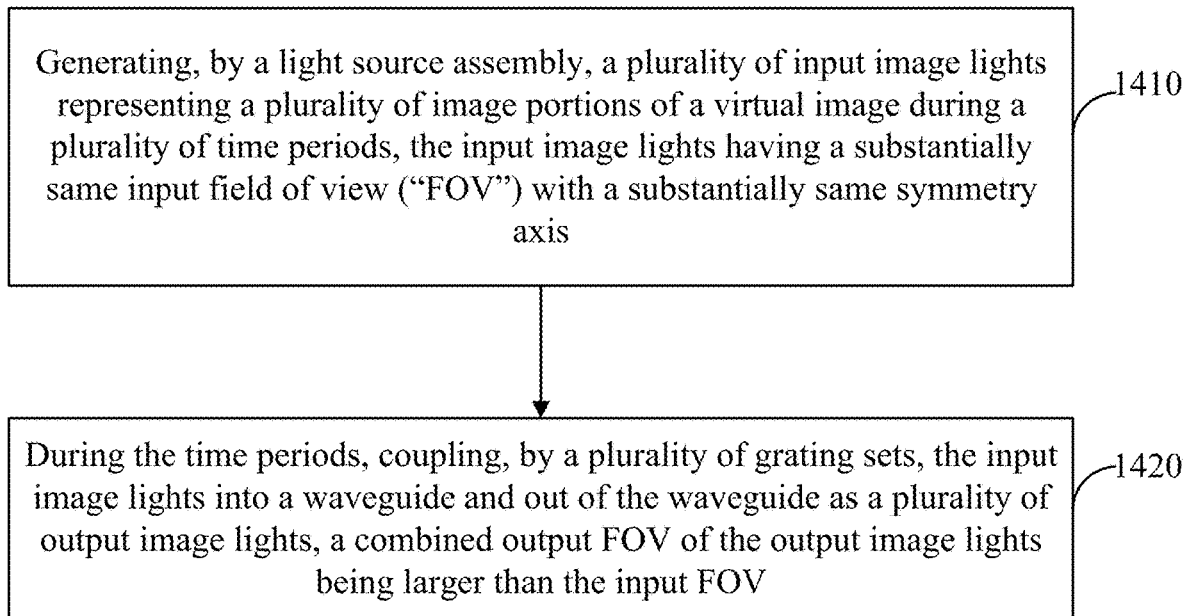 Generating, by a light source assembly, a plurality of input image lights
representing a plurality of image portions of a virtual image during a
plurality of time periods, the input image lights having a substantially
same input field of view (“FOV”) with a substantially same symmetry
axis
1410
During the time periods, coupling, by a plurality of grating sets, the input
image lights into a waveguide and out of the waveguide as a plurality of
output image lights, a combined output FOV of the output image lights
being larger than the input FOV
1420